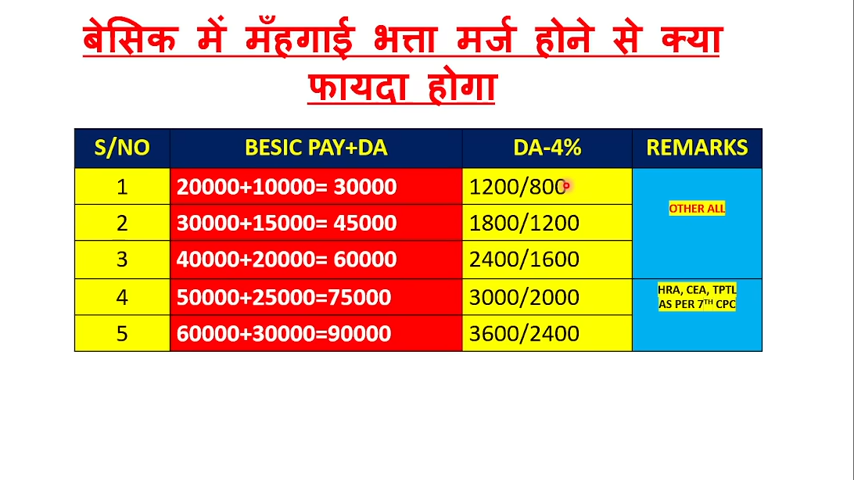 बेसिक में मँहगाई भत्ता मर्ज होने से क्या
फायदा होगा
S/NO BESIC PAY+DA DA-4% REMARKS
1 20000+10000= 30000 1200/800
2 30000+15000= 45000 1800/1200
OTHER ALL
3 40000+20000= 60000 2400/1600
4 50000+25000=75000 3000/2000 HRA, CEA, TPTL
AS PER 7TH CPC
5 60000+30000=90000 3600/2400